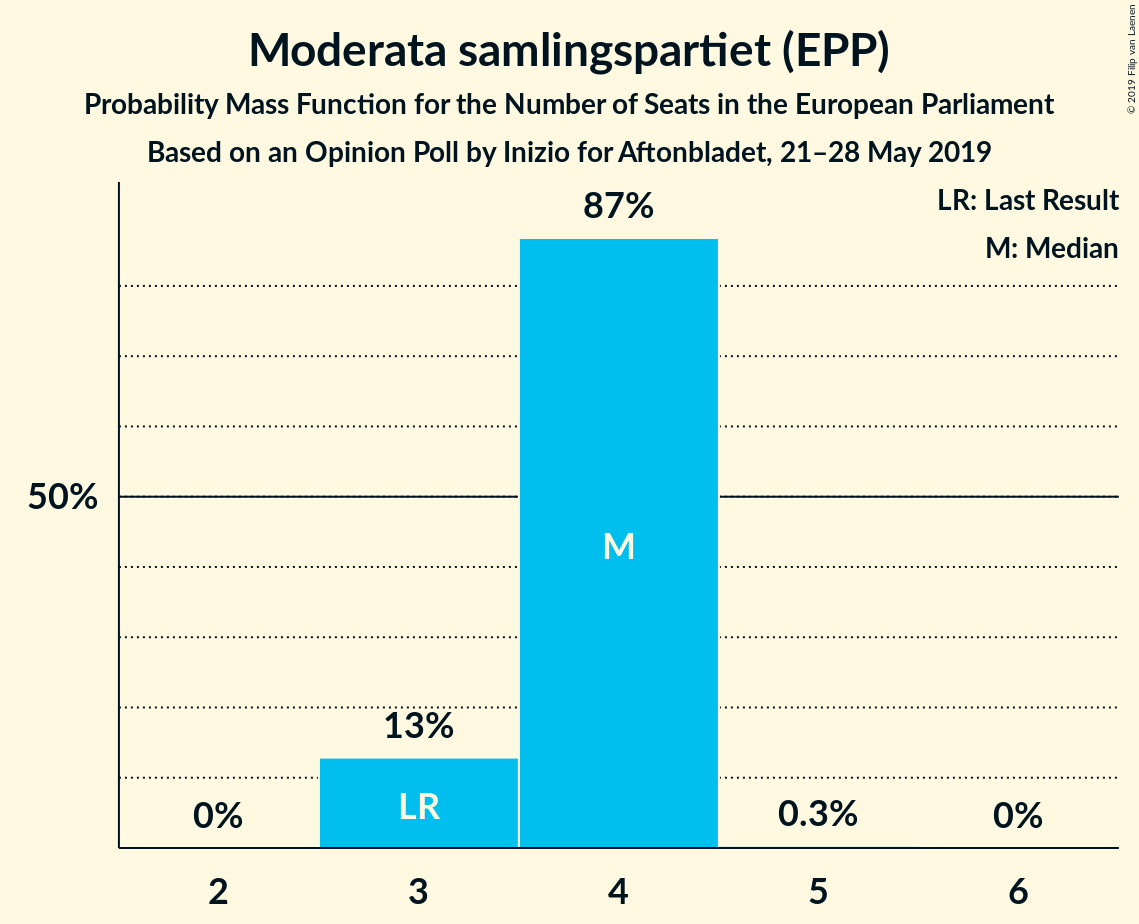 Moderata samlingspartiet (EPP)
Probability Mass Function for the Number of Seats in the European Parliament
Based on an Opinion Poll by Inizio for Aftonbladet, 21–28 May 2019
© 2019 Filip van Laenen
LR: Last Result
M: Median
87%
50%
M
13%
LR
0%
0.3%
0%
2
3
4
5
6